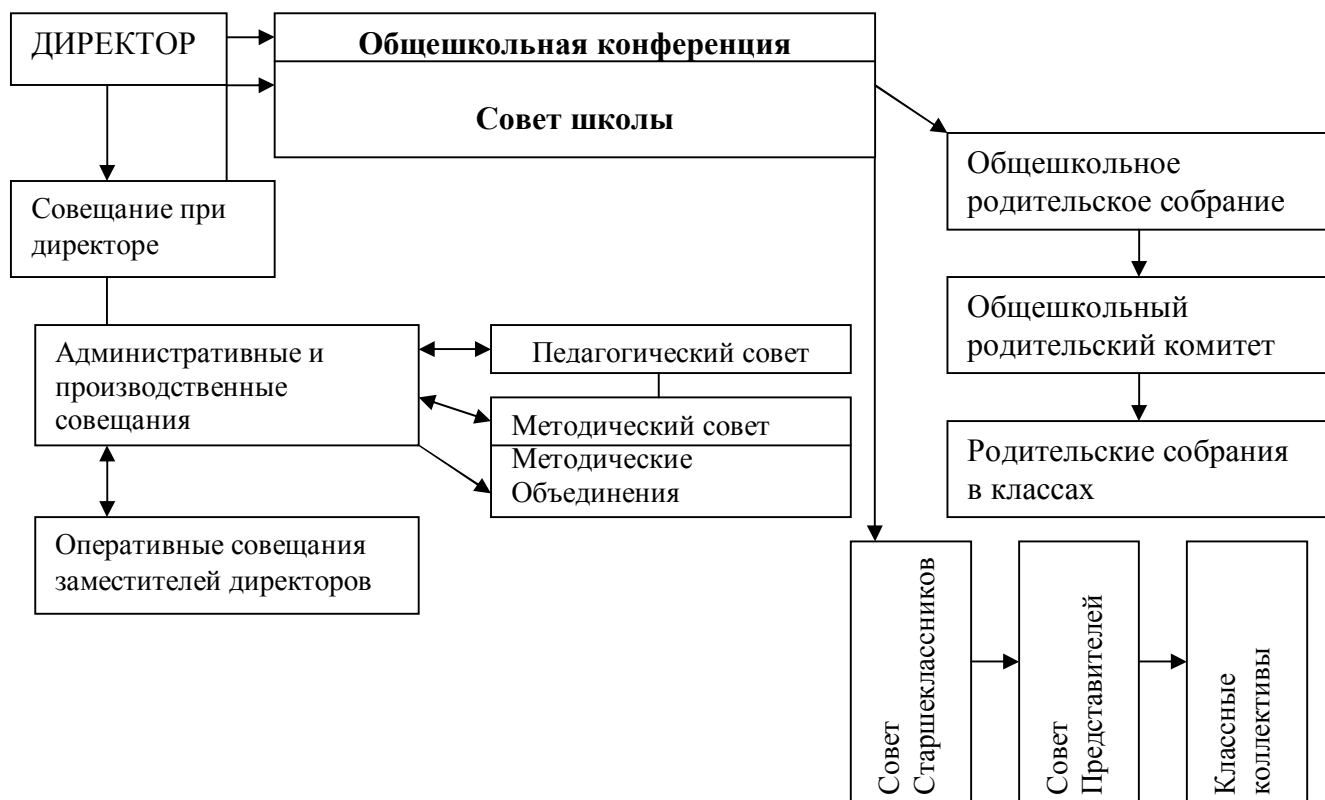 ДИРЕКТОР
Общешкольная конференция
Совет школы
Совещание при
директоре
Общешкольное
родительское собрание
Административные и
производственные
совещания
Педагогический совет
Общешкольный
родительский комитет
Методический совет
Методические
Объединения
Родительские собрания
в классах
Оперативные совещания
заместителей директоров
Совет
Старшеклассников
Совет
Представителей
Классные
коллективы